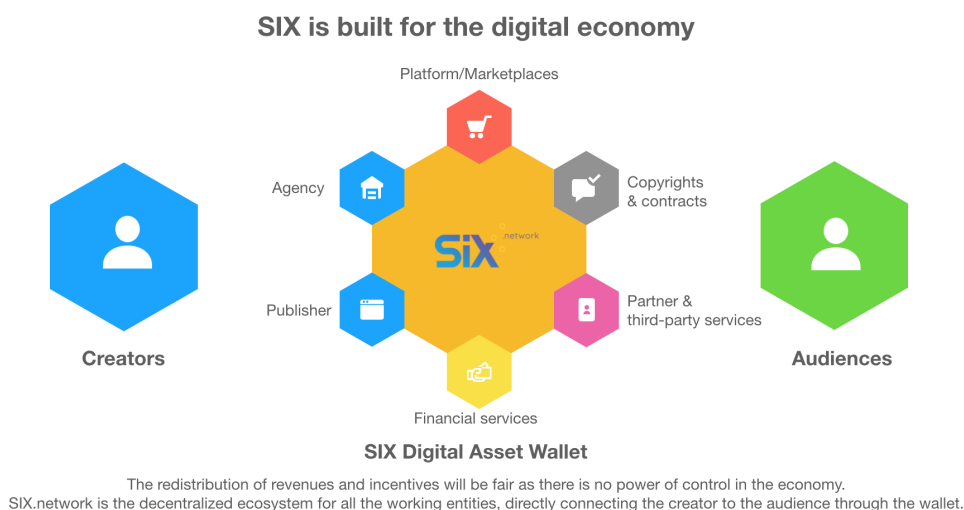 SIX is built for the digital economy
Platform/Marketplaces
Agency
Copyrights
& contracts
SiX
.network
Publisher
Partner &
third-party services
Creators
Audiences
Financial services
SIX Digital Asset Wallet
The redistribution of revenues and incentives will be fair as there is no power of control in the economy.
SIX.network is the decentralized ecosystem for all the working entities, directly connecting the creator to the audience through the wallet.